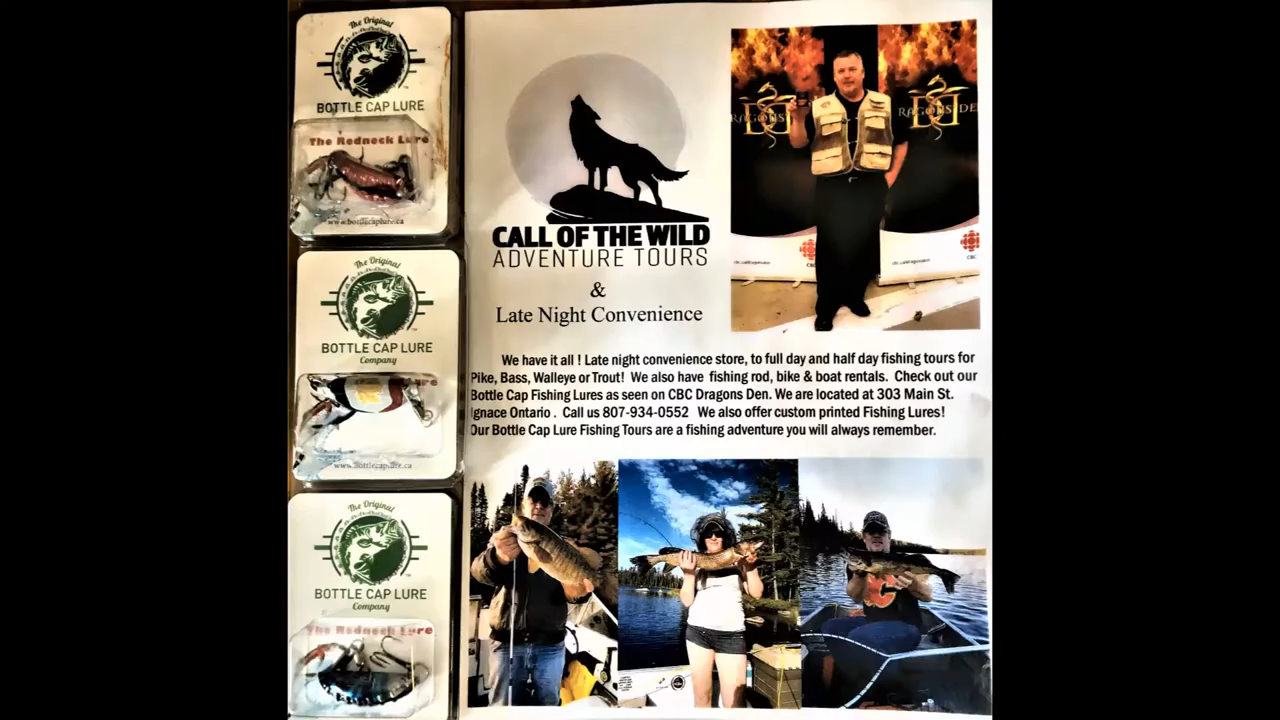 The Original
BOTTLE CAP LURE
The Redneck Lure
www.bottlecaplure.ca
The Original
BOTTLE CAP LURE
Company
www.bottlecaplure.ca
The Original
BOTTLE CAP LURE
Company
The Redneck Lure
CALL OF THE WILD
ADVENTURE TOURS
&
Late Night Convenience
DD
RAGONS
DD
RAGONS DE
CBC
CBC
We have it all ! Late night convenience store, to full day and half day fishing tours for
Pike, Bass, Walleye or Trout! We also have fishing rod, bike & boat rentals. Check out our
Bottle Cap Fishing Lures as seen on CBC Dragons Den. We are located at 303 Main St.
Ignace Ontario . Call us 807-934-0552 We also offer custom printed Fishing Lures!
Our Bottle Cap Lure Fishing Tours are a fishing adventure you will always remember.